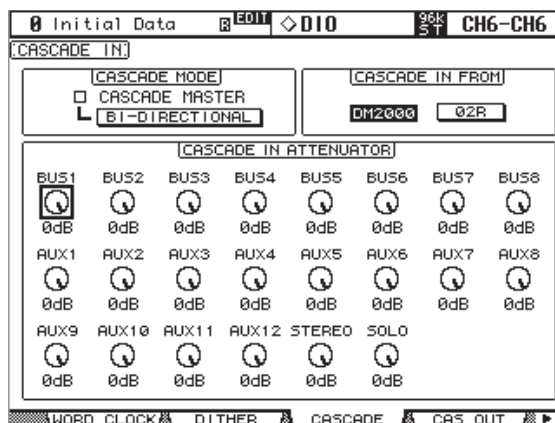 0 Initial Data R EDIT ◇DIO 96k ST CH6-CH6
CASCADE IN
CASCADE MODE
CASCADE MASTER
BI-DIRECTIONAL
CASCADE IN FROM
DM2000 02R
CASCADE IN ATTENUATOR
BUS1 BUS2 BUS3 BUS4 BUS5 BUS6 BUS7 BUS8
0dB 0dB 0dB 0dB 0dB 0dB 0dB 0dB
AUX1 AUX2 AUX3 AUX4 AUX5 AUX6 AUX7 AUX8
0dB 0dB 0dB 0dB 0dB 0dB 0dB 0dB
AUX9 AUX10 AUX11 AUX12 STEREO SOLO
0dB 0dB 0dB 0dB 0dB 0dB
WORD CLOCK DITHER CASCADE CAS OUT